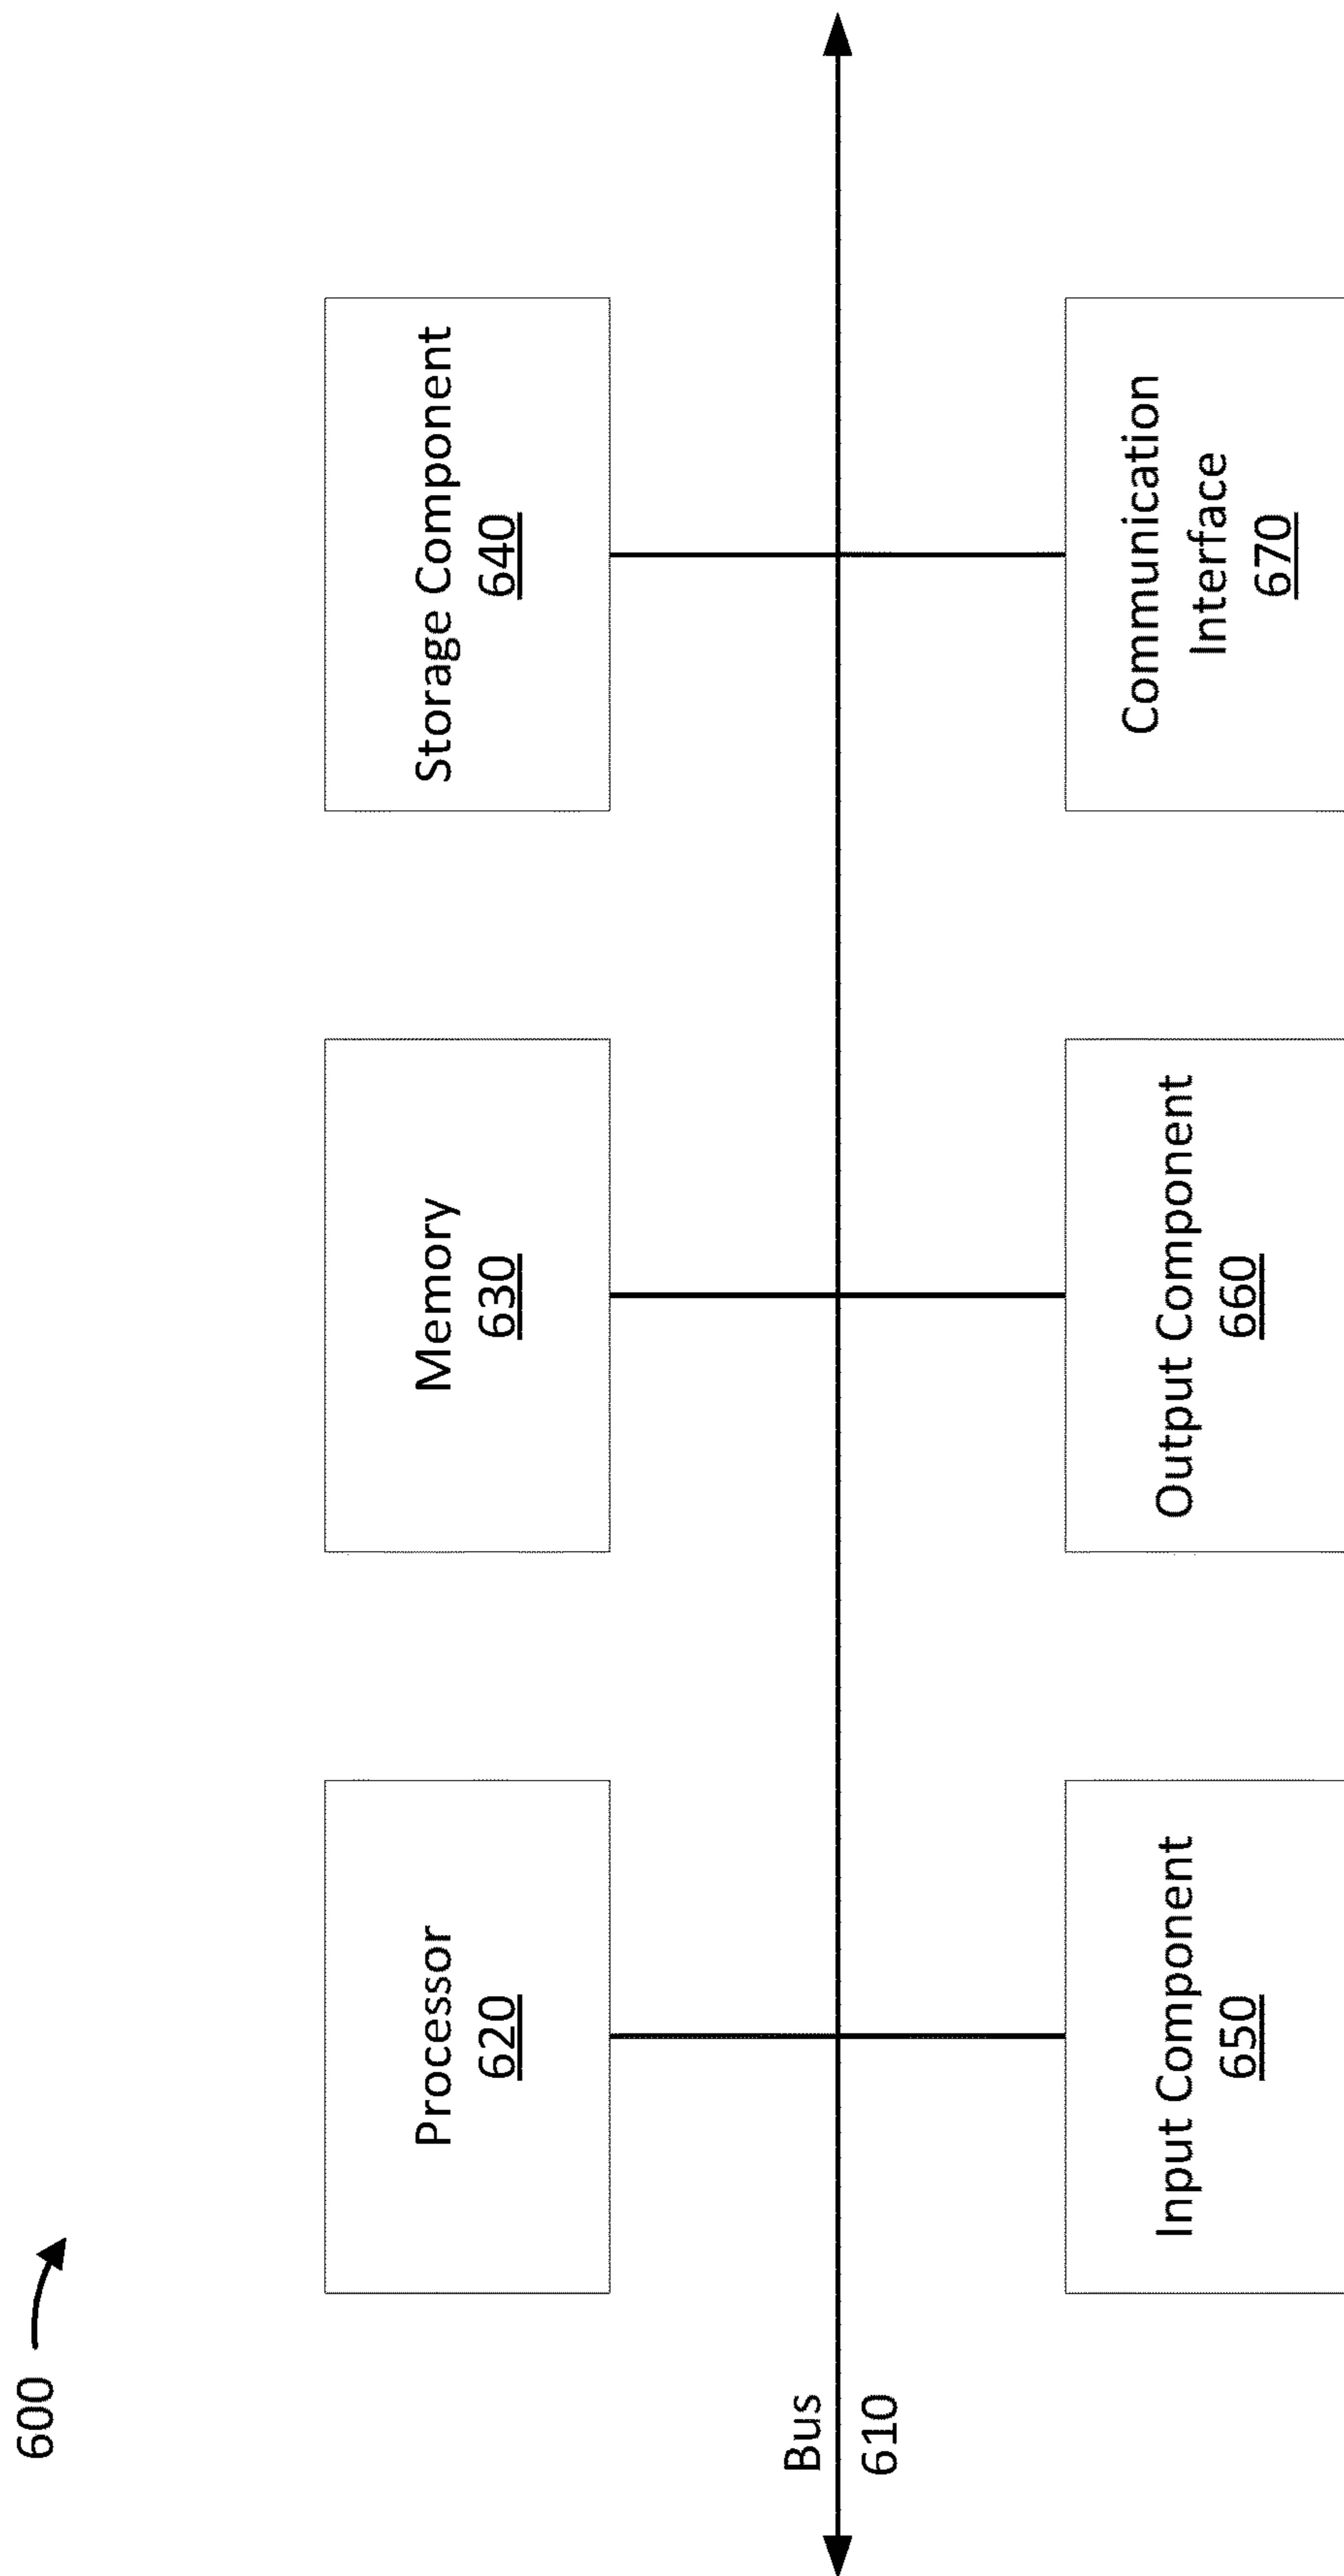 600
Processor
620
Memory
630
Storage Component
640
Bus
610
Input Component
650
Output Component
660
Communication
Interface
670